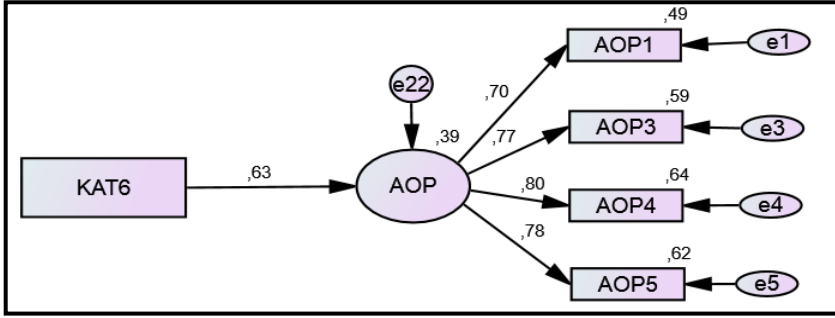 ,49
AOP1
e1
,70
e22
,59
,39
,77
AOP3
e3
KAT6
,63
AOP
,64
,80
AOP4
e4
,78
,62
AOP5
e5